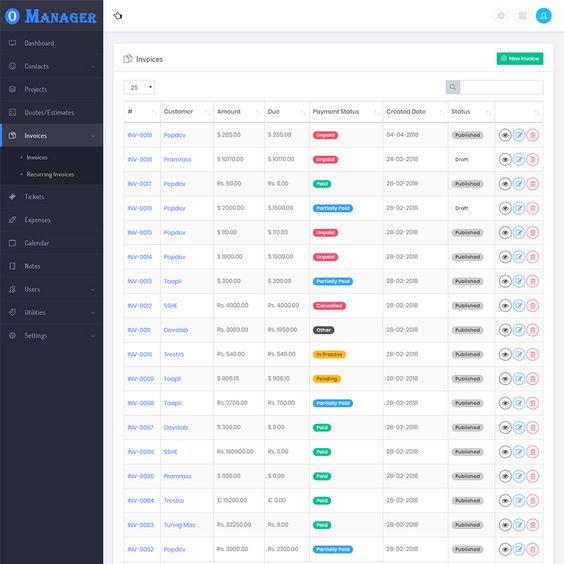 O MANAGER
Dashboard
Contacts
Projects
Quotes/Estimates
Invoices
Invoices
Recurring Invoices
Tickets
Expenses
Calendar
Notes
Users
Utilities
Settings
Invoices
New Invoice
25
# Customer Amount Due Payment Status Created Date Status
INV-0019 Popdov $ 285.00 $ 285.00 Unpaid 04-04-2018 Published
INV-0018 Pramrass $ 10170.00 $ 10170.00 Unpaid 24-03-2018 Draft
INV-0017 Popdov Rs. 50.00 Rs. 0.00 Paid 28-02-2018 Published
INV-0016 Popdov $ 2000.00 $ 1500.00 Partially Paid 28-02-2018 Draft
INV-0015 Popdov $ 110.00 $ 110.00 Unpaid 28-02-2018 Published
INV-0014 Popdov $ 1900.00 $ 1900.00 Unpaid 28-02-2018 Published
INV-0013 Taapli $ 300.00 $ 300.00 Partially Paid 28-02-2018 Published
INV-0012 SSHE Rs. 4000.00 Rs. 4000.00 Cancelled 28-02-2018 Published
INV-0011 Dovstab Rs. 3000.00 Rs. 1950.00 Other 28-02-2018 Published
INV-0010 Trostro Rs. 549.00 Rs. 549.00 In Process 28-02-2018 Published
INV-0009 Taapli $ 908.10 $ 908.10 Pending 28-02-2018 Published
INV-0008 Taapli Rs. 3700.00 Rs. 700.00 Partially Paid 28-02-2018 Published
INV-0007 Dovstab $ 300.00 $ 0.00 Paid 28-02-2018 Published
INV-0006 SSHE Rs. 100000.00 Rs. 0.00 Paid 28-02-2018 Published
INV-0005 Pramrass $ 1100.00 $ 0.00 Paid 28-02-2018 Published
INV-0004 Trostro € 15200.00 € 0.00 Paid 28-02-2018 Published
INV-0003 Turing Mac Rs. 32250.00 Rs. 0.00 Paid 28-02-2018 Published
INV-0002 Popdov Rs. 3900.00 Rs. 2700.00 Partially Paid 28-02-2018 Published